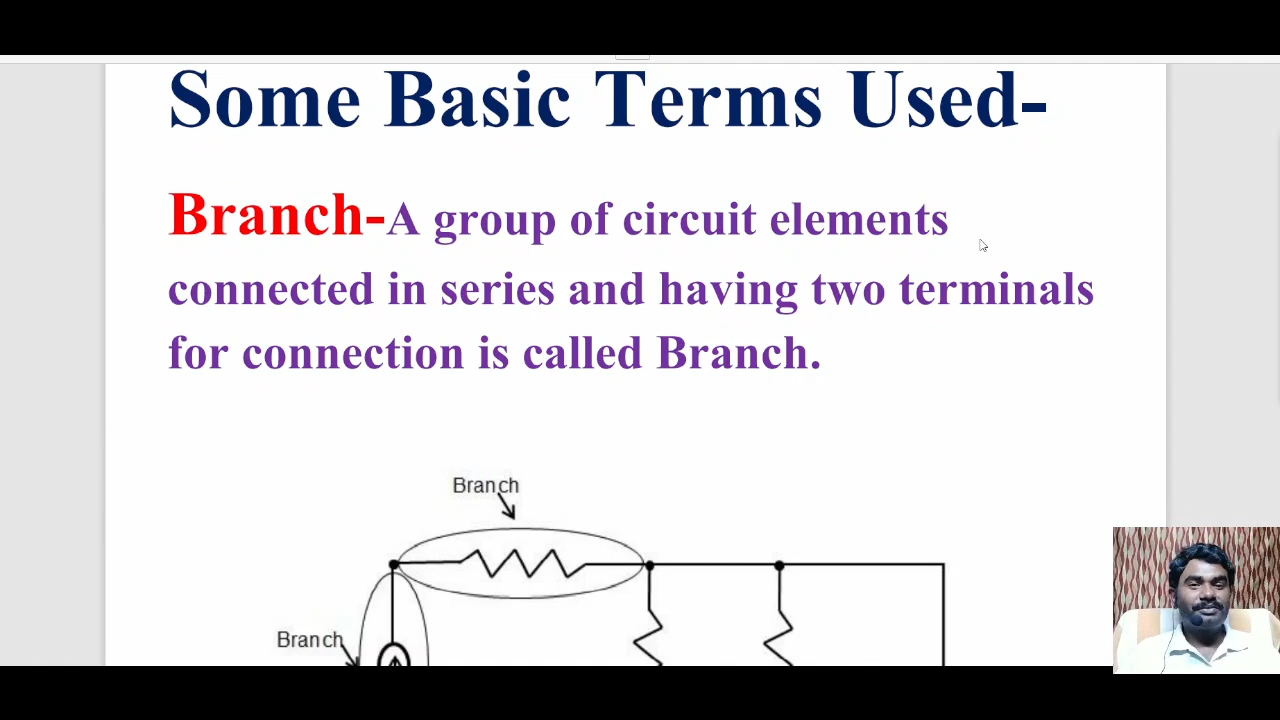 Some Basic Terms Used-
Branch-A group of circuit elements
connected in series and having two terminals
for connection is called Branch.
Branch
Branch